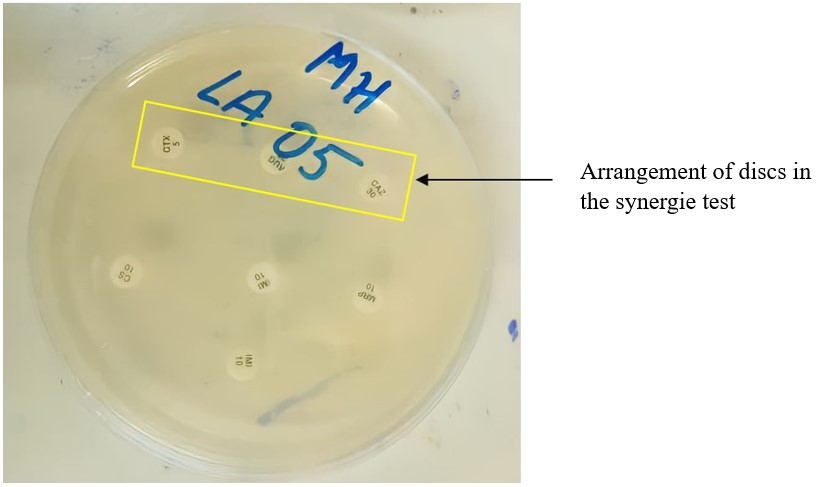 MH
LA 05
CTX
5
AUG
CAZ
30
Arrangement of discs in
the synergie test
CS
10
IMI
10
MRP
10
IMI
10